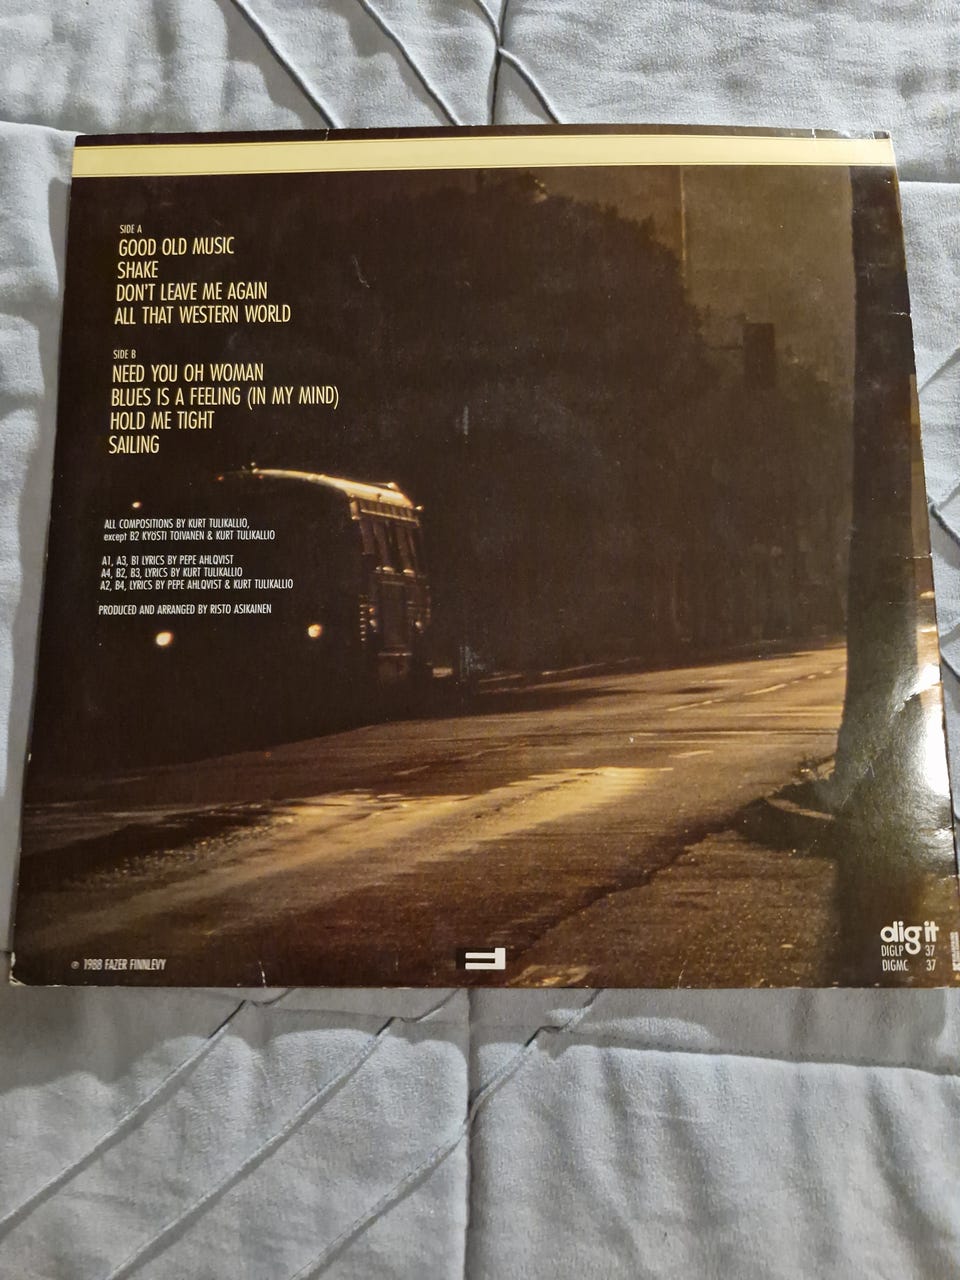 SIDE A
GOOD OLD MUSIC
SHAKE
DON'T LEAVE ME AGAIN
ALL THAT WESTERN WORLD
SIDE B
NEED YOU OH WOMAN
BLUES IS A FEELING (IN MY MIND)
HOLD ME TIGHT
SAILING
ALL COMPOSITIONS BY KURT TULIKALLIO,
except B2 KYÖSTI TOIVANEN & KURT TULIKALLIO
A1, A3, B1 LYRICS BY PEPE AHLQVIST
A4, B2, B3, LYRICS BY KURT TULIKALLIO
A2, B4, LYRICS BY PEPE AHLQVIST & KURT TULIKALLIO
PRODUCED AND ARRANGED BY RISTO ASIKAINEN
℗ 1988 FAZER FINNLEVY
dig it
DIGLP 37
DIGMC 37